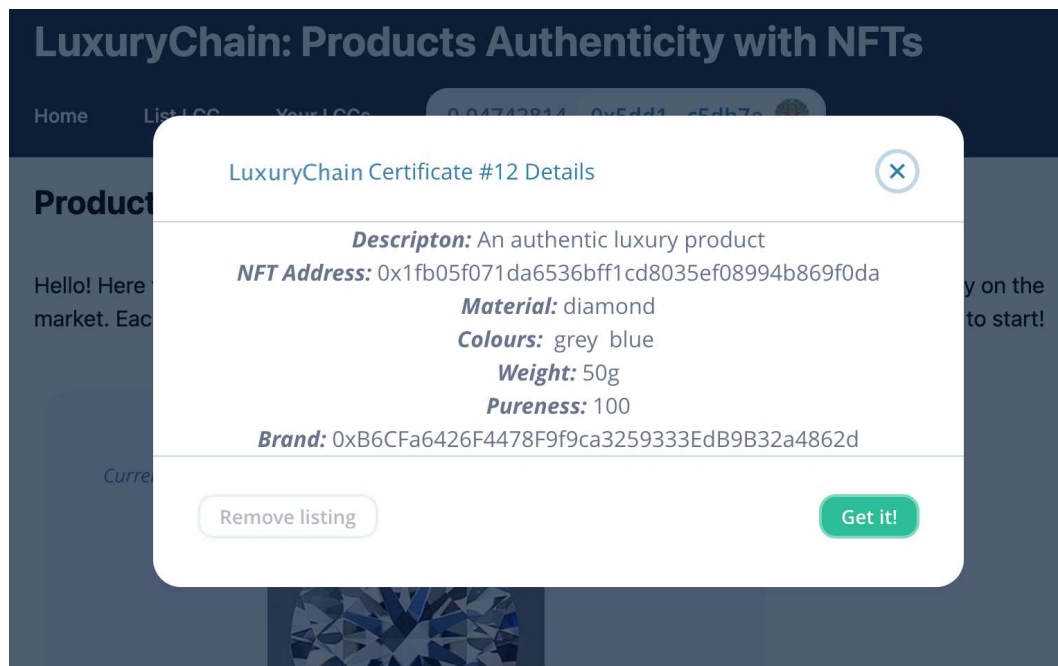 LuxuryChain: Products Authenticity with NFTs
Home
LuxuryChain Certificate #12 Details
Product
Descripton: An authentic luxury product
NFT Address: 0x1fb05f071da6536bff1cd8035ef08994b869f0da
Hello! Here y on the
Material: diamond
market. Eac to start!
Colours: grey blue
Weight: 50g
Pureness: 100
Brand: 0xB6CFa6426F4478F9f9ca3259333EdB9B32a4862d
Curre
Remove listing Get it!